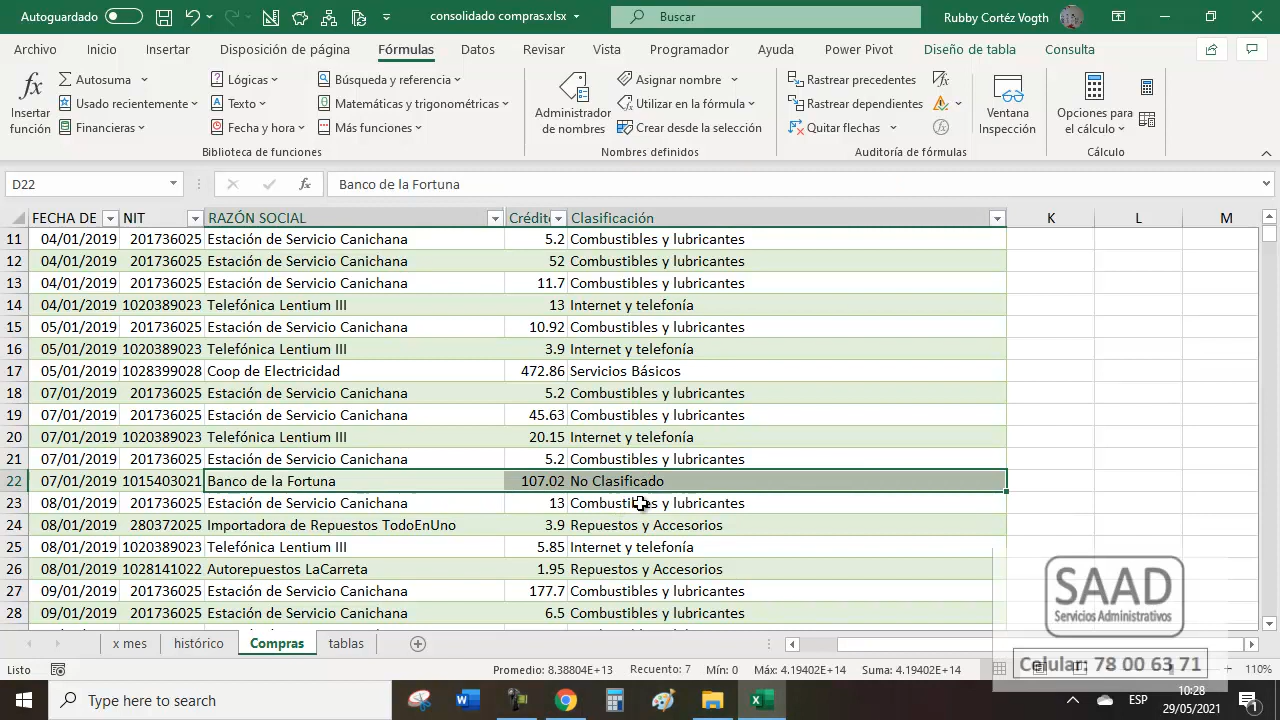 Autoguardado consolidado compras.xlsx Buscar Rubby Cortéz Vogth
Archivo Inicio Insertar Disposición de página Fórmulas Datos Revisar Vista Programador Ayuda Power Pivot Diseño de tabla Consulta
fx Insertar función
Autosuma
Usado recientemente
Financieras
Lógicas
Texto
Fecha y hora
Búsqueda y referencia
Matemáticas y trigonométricas
Más funciones
Biblioteca de funciones
Administrador de nombres
Asignar nombre
Utilizar en la fórmula
Crear desde la selección
Nombres definidos
Rastrear precedentes
Rastrear dependientes
Quitar flechas
Auditoría de fórmulas
Ventana Inspección
Opciones para el cálculo
Cálculo
D22 fx Banco de la Fortuna
FECHA DE NIT RAZÓN SOCIAL Crédito Clasificación K L M
11 04/01/2019 201736025 Estación de Servicio Canichana 5.2 Combustibles y lubricantes
12 04/01/2019 201736025 Estación de Servicio Canichana 52 Combustibles y lubricantes
13 04/01/2019 201736025 Estación de Servicio Canichana 11.7 Combustibles y lubricantes
14 04/01/2019 1020389023 Telefónica Lentium III 13 Internet y telefonía
15 05/01/2019 201736025 Estación de Servicio Canichana 10.92 Combustibles y lubricantes
16 05/01/2019 1020389023 Telefónica Lentium III 3.9 Internet y telefonía
17 05/01/2019 1028399028 Coop de Electricidad 472.86 Servicios Básicos
18 07/01/2019 201736025 Estación de Servicio Canichana 5.2 Combustibles y lubricantes
19 07/01/2019 201736025 Estación de Servicio Canichana 45.63 Combustibles y lubricantes
20 07/01/2019 1020389023 Telefónica Lentium III 20.15 Internet y telefonía
21 07/01/2019 201736025 Estación de Servicio Canichana 5.2 Combustibles y lubricantes
22 07/01/2019 1015403021 Banco de la Fortuna 107.02 No Clasificado
23 08/01/2019 201736025 Estación de Servicio Canichana 13 Combustibles y lubricantes
24 08/01/2019 280372025 Importadora de Repuestos TodoEnUno 3.9 Repuestos y Accesorios
25 08/01/2019 1020389023 Telefónica Lentium III 5.85 Internet y telefonía
26 08/01/2019 1028141022 Autorepuestos LaCarreta 1.95 Repuestos y Accesorios
27 09/01/2019 201736025 Estación de Servicio Canichana 177.7 Combustibles y lubricantes
28 09/01/2019 201736025 Estación de Servicio Canichana 6.5 Combustibles y lubricantes
SAAD
Servicios Administrativos
Celular: 78 00 63 71
x mes histórico Compras tablas
Listo Promedio: 8.38804E+13 Recuento: 7 Mín: 0 Máx: 4.19402E+14 Suma: 4.19402E+14 110%
Type here to search ESP 10:28
29/05/2021 1